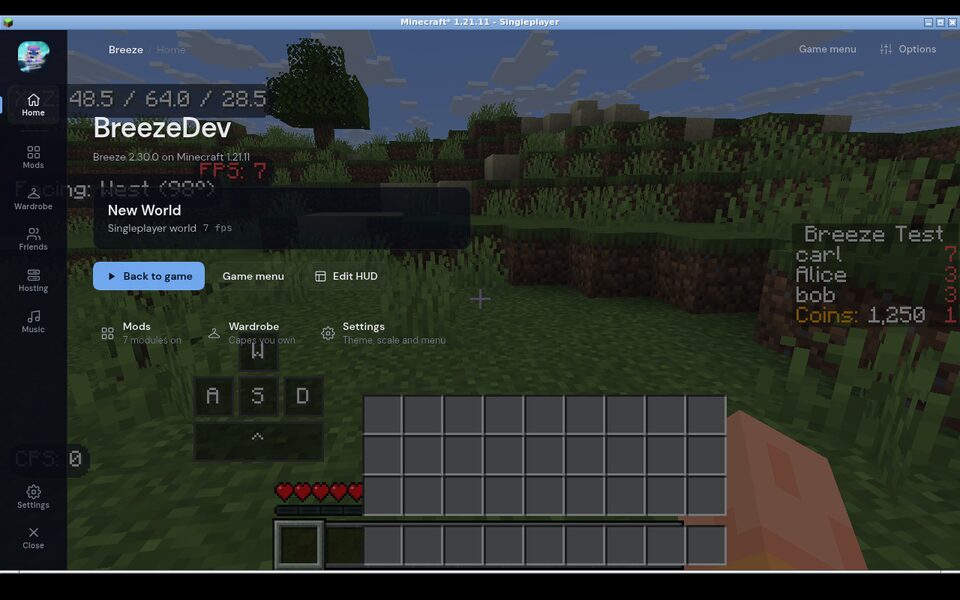 Minecraft* 1.21.11 - Singleplayer
Breeze / Home
Game menu
Options
48.5 / 64.0 / 28.5
Home
BreezeDev
Breeze 2.30.0 on Minecraft 1.21.11
FPS: 7
Mods
Facing: West (90°)
Wardrobe
New World
Singleplayer world 7 fps
Friends
Breeze Test
carl 7
Alice 3
bob 3
Coins: 1,250 1
Back to game
Game menu
Edit HUD
Hosting
Music
Mods
7 modules on
Wardrobe
Capes you own
Settings
Theme, scale and menu
W
A
S
D
^
CPS: 0
Settings
Close